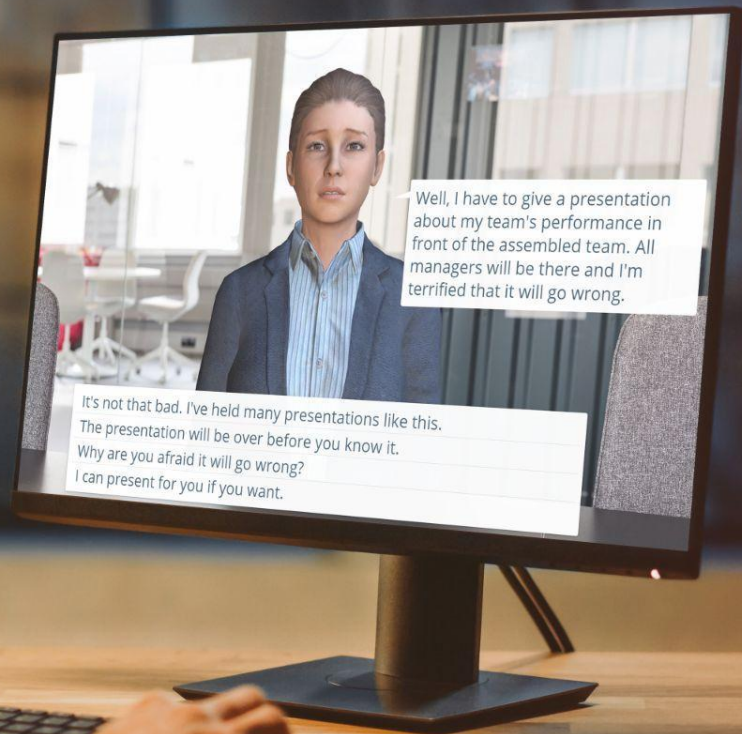 Well, I have to give a presentation
about my team's performance in
front of the assembled team. All
managers will be there and I'm
terrified that it will go wrong.
It's not that bad. I've held many presentations like this.
The presentation will be over before you know it.
Why are you afraid it will go wrong?
I can present for you if you want.